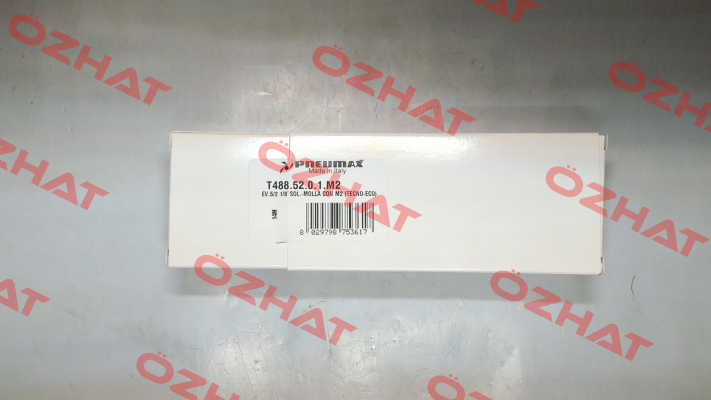 PNEUMAX
Made in Italy
T488.52.0.1.M2
EV.5/2 1/8"SOL.-MOLLA CON M2 (TECNO-ECO)
8 029798 753617
ÖZHAT
ÖZHAT
ÖZHAT
ÖZHAT
ÖZHAT
ÖZHAT
ÖZHAT
ÖZHAT
ÖZHAT